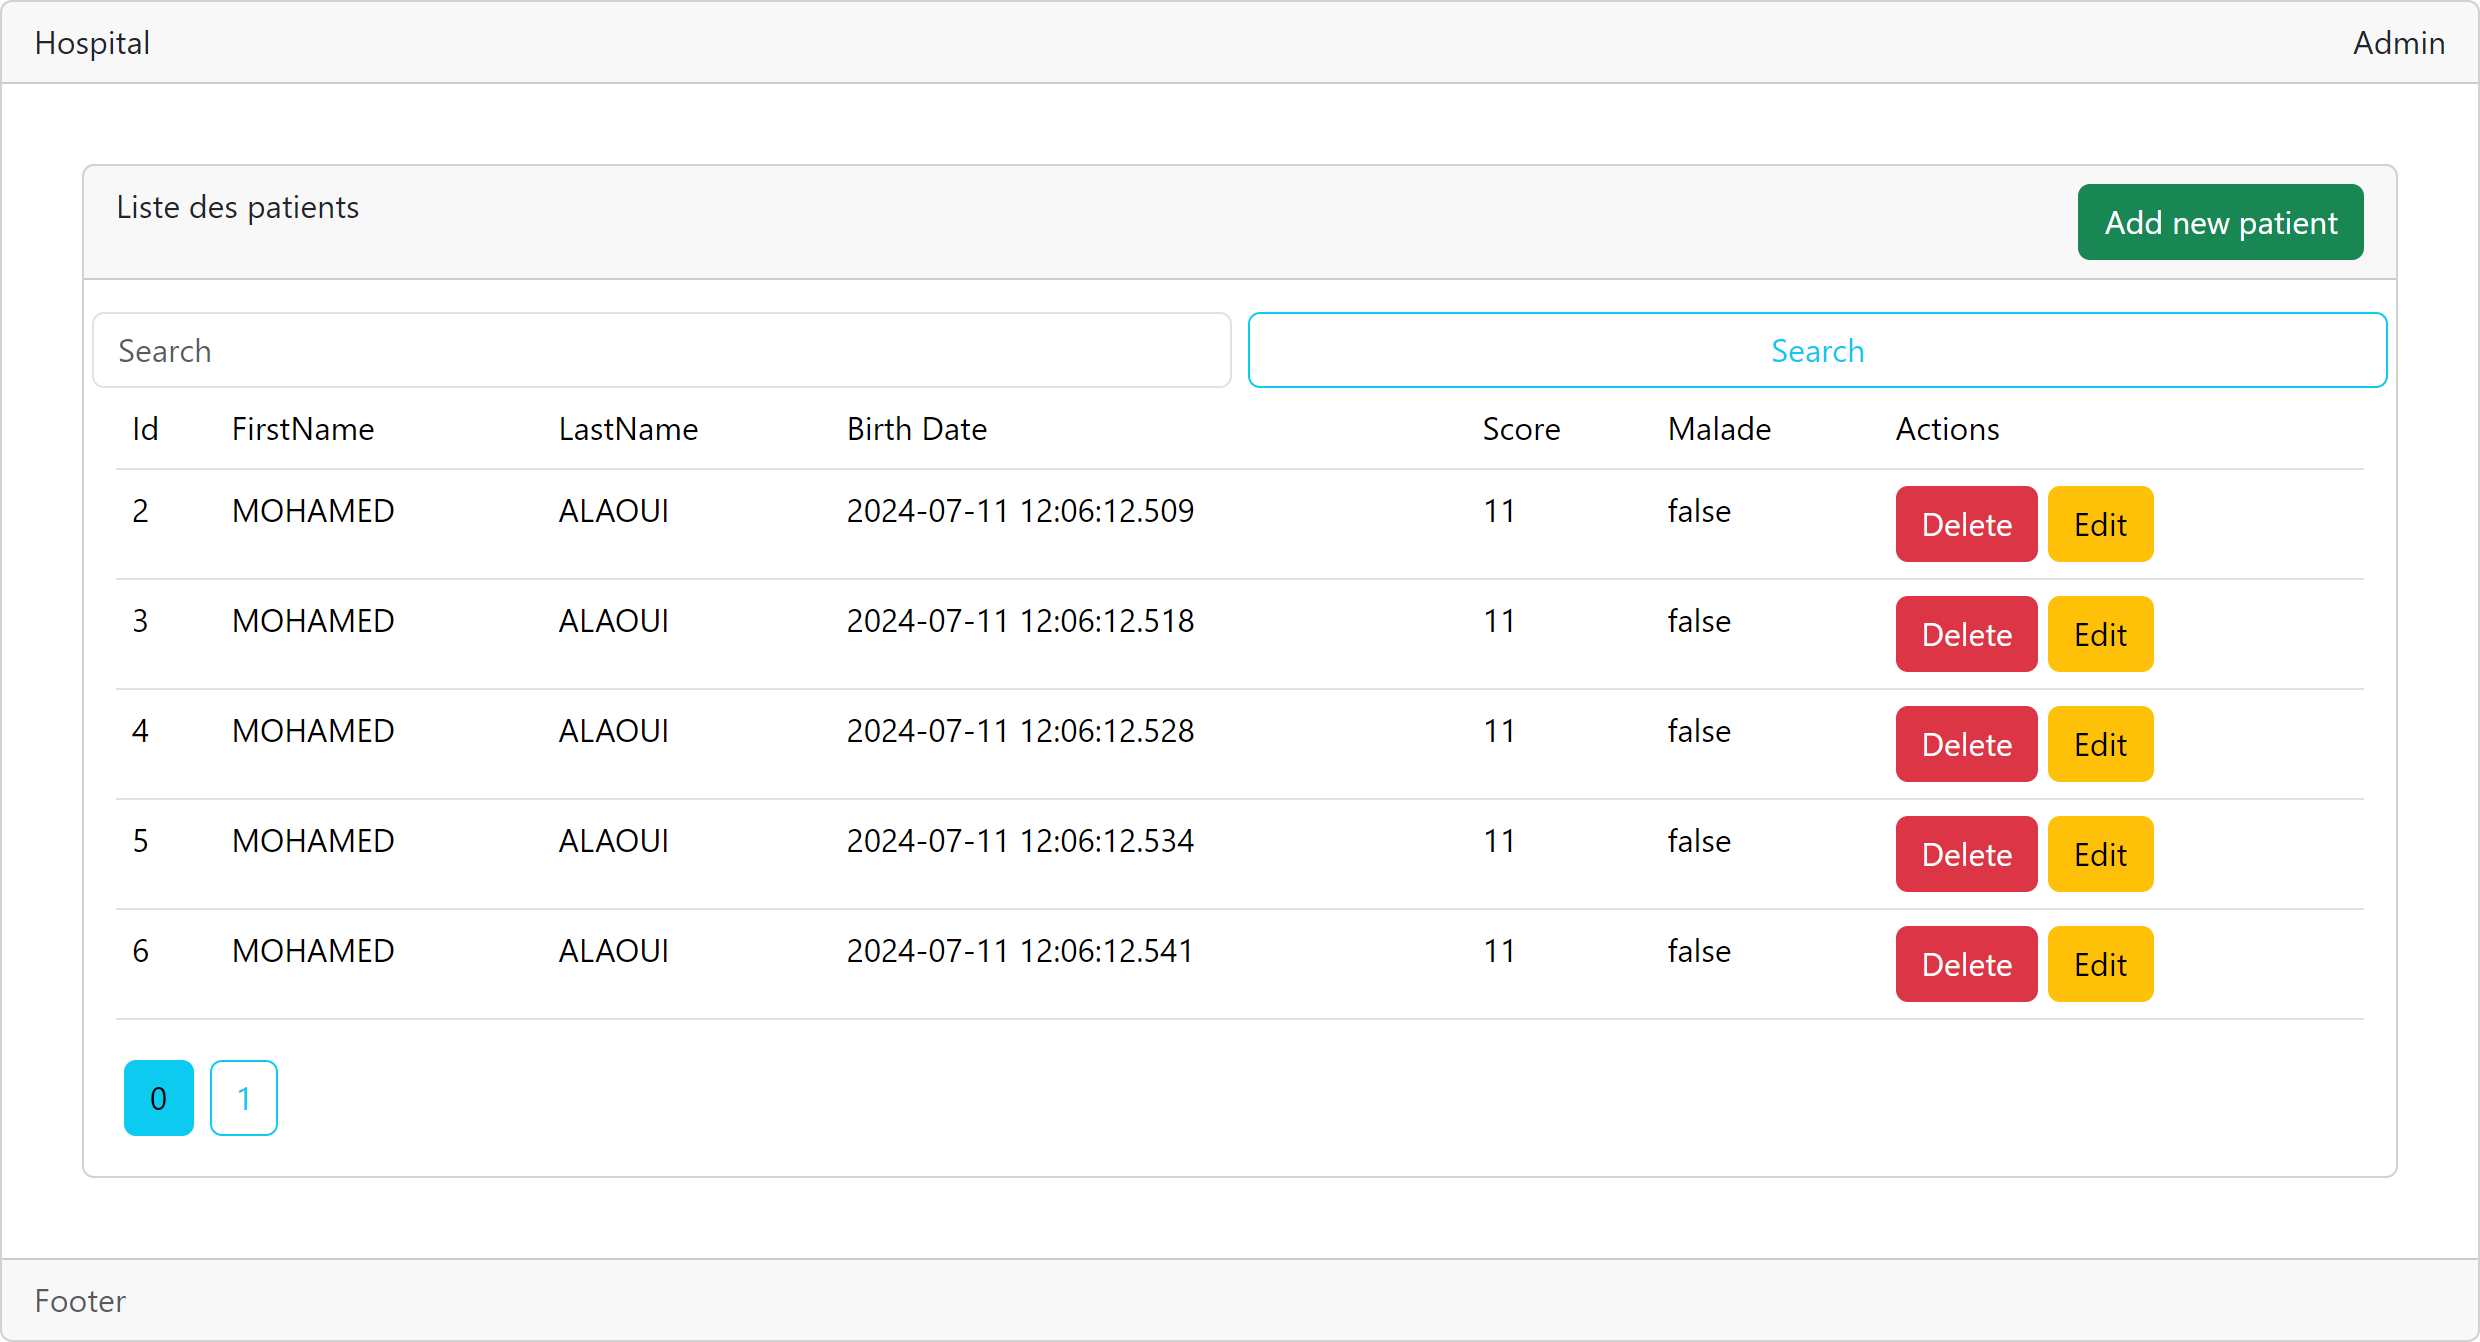 Hospital Admin
Liste des patients Add new patient
Search Search
Id FirstName LastName Birth Date Score Malade Actions
2 MOHAMED ALAOUI 2024-07-11 12:06:12.509 11 false Delete Edit
3 MOHAMED ALAOUI 2024-07-11 12:06:12.518 11 false Delete Edit
4 MOHAMED ALAOUI 2024-07-11 12:06:12.528 11 false Delete Edit
5 MOHAMED ALAOUI 2024-07-11 12:06:12.534 11 false Delete Edit
6 MOHAMED ALAOUI 2024-07-11 12:06:12.541 11 false Delete Edit
0 1
Footer